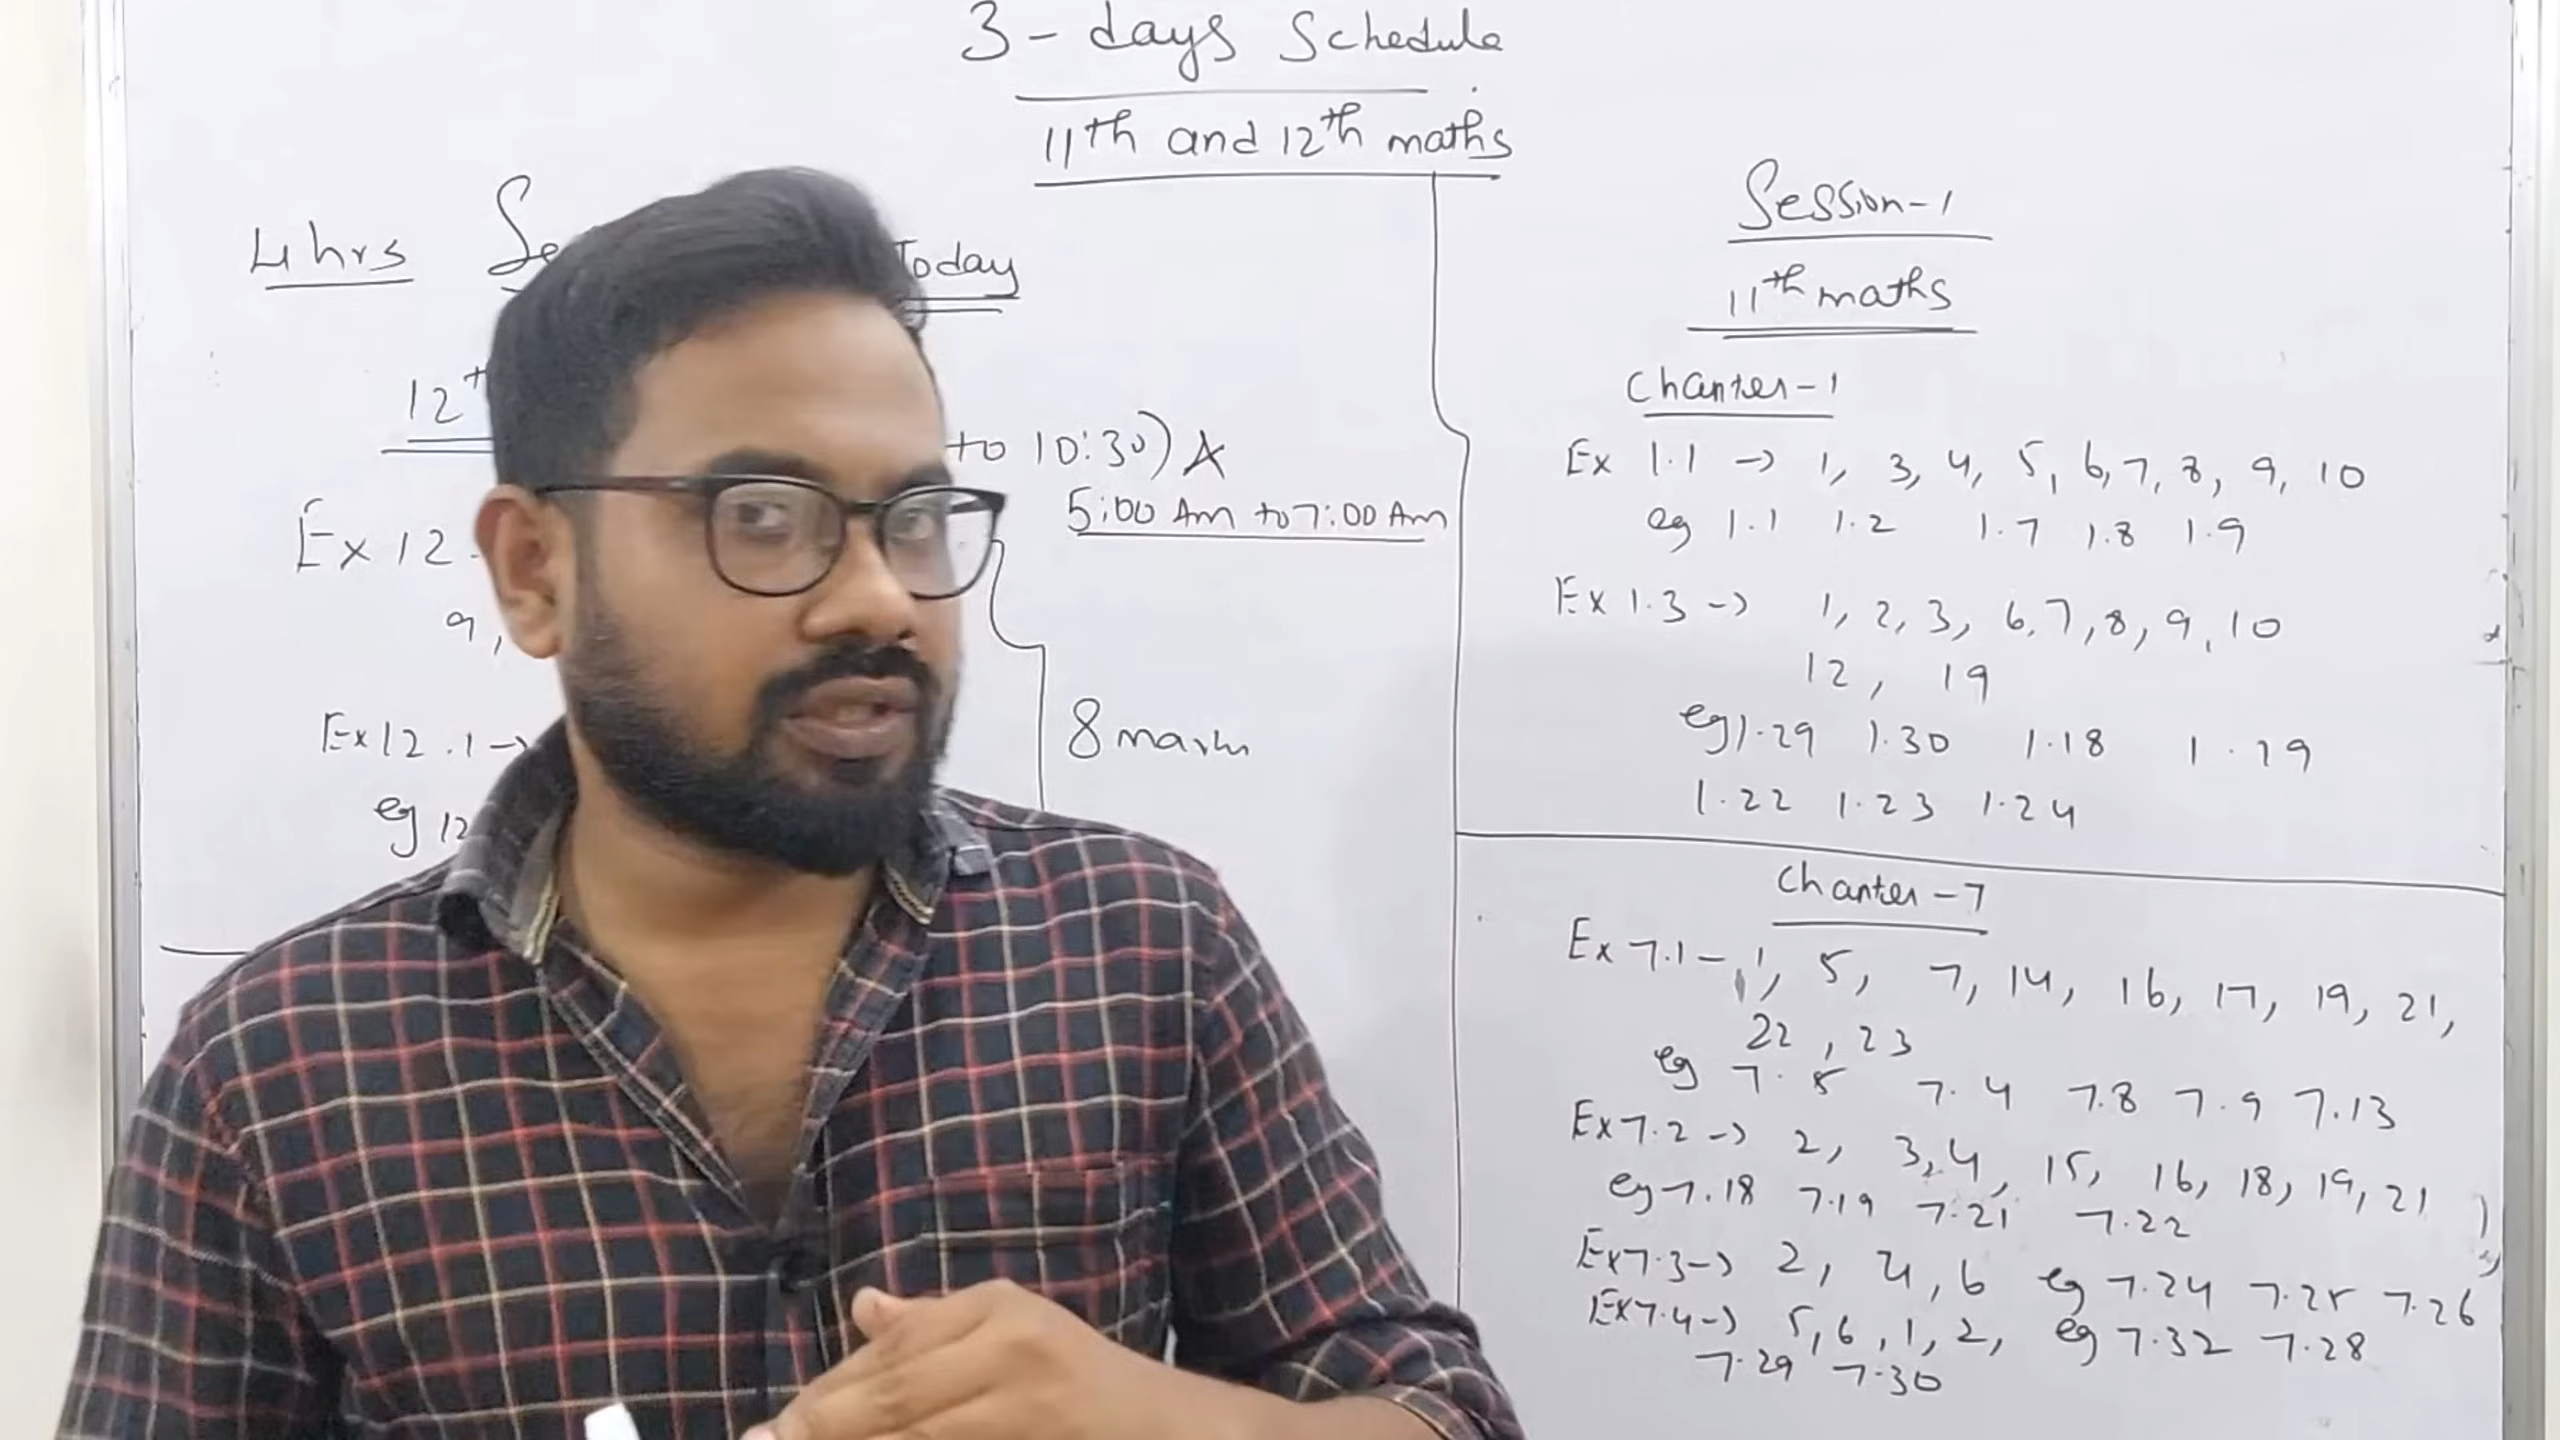 3 - days Schedule
11th and 12th maths
4 hrs Today
to 10:30) A
5:00 Am to 7:00 Am
Ex 12
9,
Ex 12.1 →
eg 12
8 marks
Session-1
11th maths
Chapter-1
Ex 1.1 → 1, 3, 4, 5, 6, 7, 8, 9, 10
eg 1.1 1.2 1.7 1.8 1.9
Ex 1.3 → 1, 2, 3, 6, 7, 8, 9, 10
12, 19
eg 1.29 1.30 1.18 1.19
1.22 1.23 1.24
Chapter-7
Ex 7.1 - 1, 5, 7, 14, 16, 17, 19, 21,
22, 23
eg 7.5 7.4 7.8 7.9 7.13
Ex 7.2 → 2, 3, 4, 15, 16, 18, 19, 21
eg 7.18 7.19 7.21 7.22
Ex 7.3 → 2, 4, 6 eg 7.24 7.25 7.26
Ex 7.4 → 5, 6, 1, 2, eg 7.32 7.28
7.29 7.30